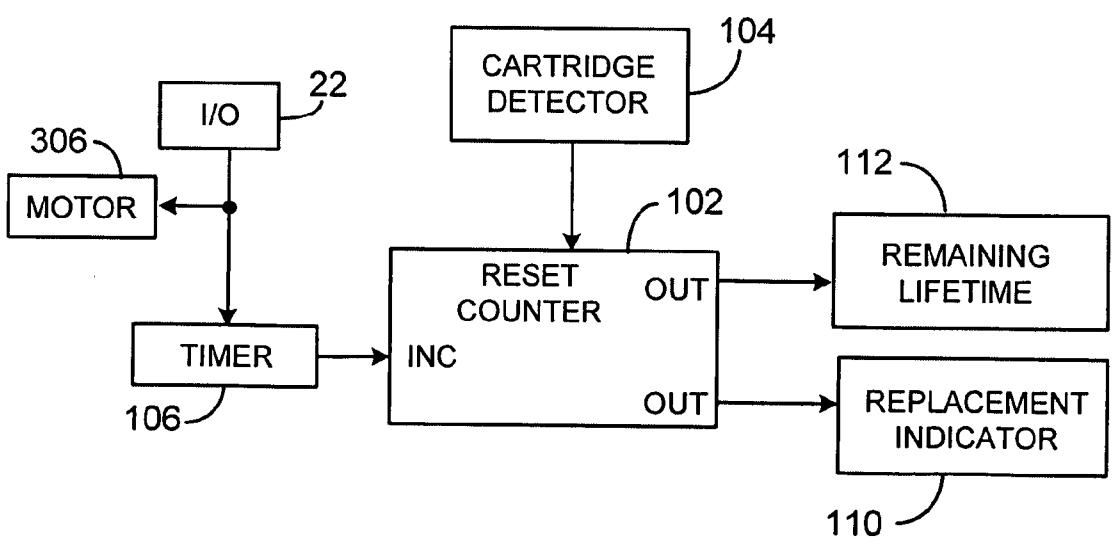 104
CARTRIDGE
DETECTOR
22
I/O
306
MOTOR
112
102
RESET
COUNTER
OUT
REMAINING
LIFETIME
TIMER
INC
106
OUT
REPLACEMENT
INDICATOR
110